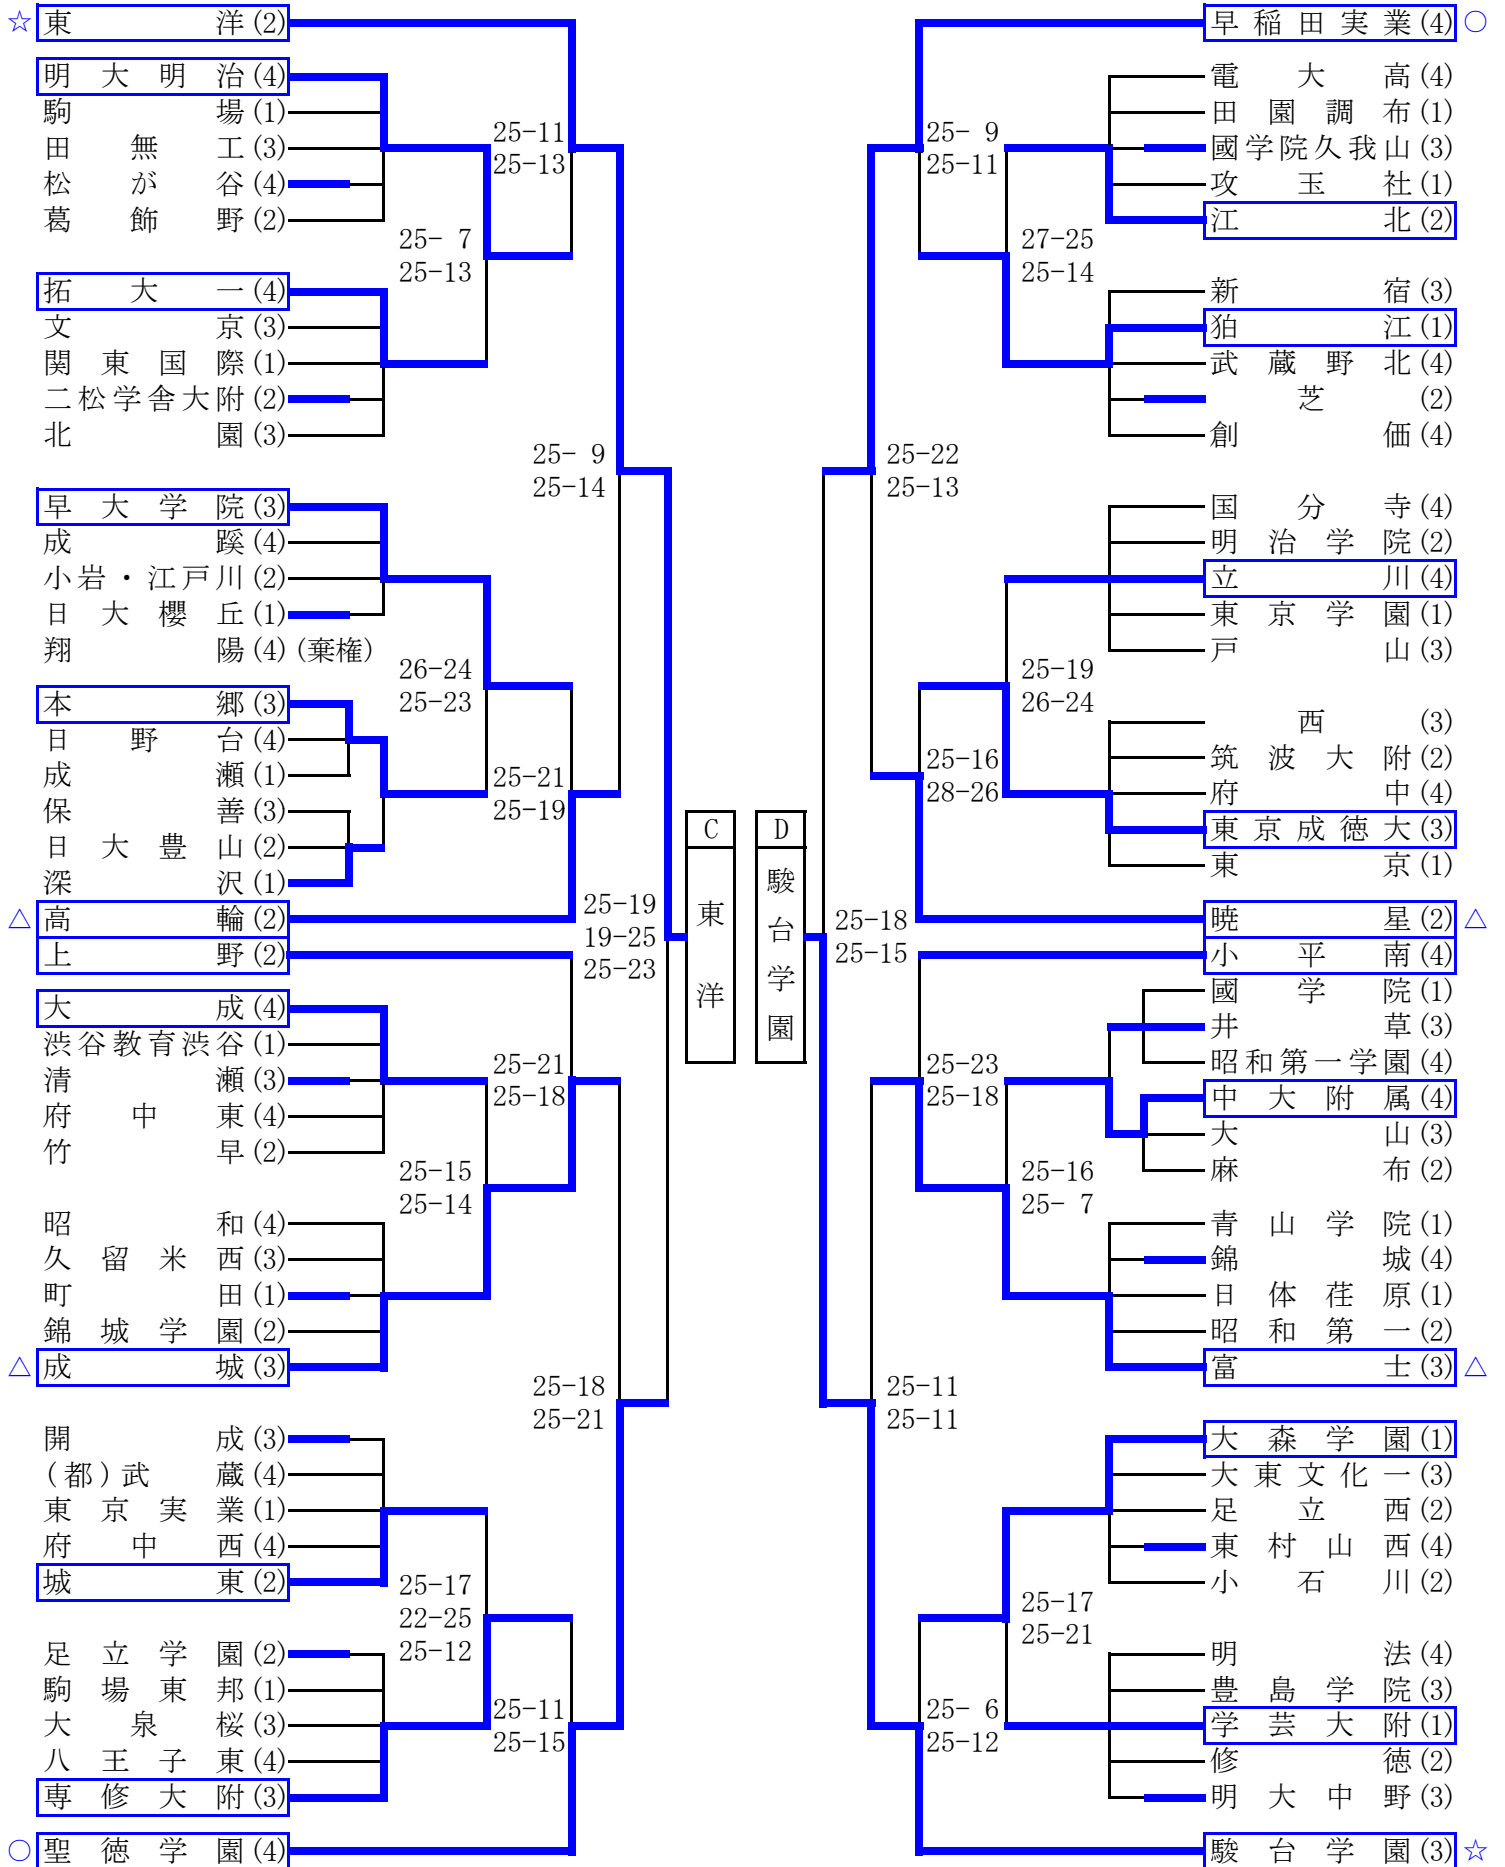 ☆東洋(2)
明大明治(4)
駒場(1)
田無工(3)
松が谷(4)
葛飾野(2)
25-11
25-13
25- 7
25-13
拓大一(4)
文京(3)
関東国際(1)
二松学舎大附(2)
北園(3)
25- 9
25-14
早大学院(3)
成蹊(4)
小岩・江戸川(2)
日大櫻丘(1)
翔陽(4)(棄権)
26-24
25-23
本郷(3)
日野台(4)
成瀬(1)
保善(3)
日大豊山(2)
深沢(1)
25-21
25-19
△高輪(2)
上野(2)
25-19
19-25
25-23
大成(4)
渋谷教育渋谷(1)
清瀬(3)
府中東(4)
竹早(2)
25-21
25-18
25-15
25-14
昭和(4)
久留米西(3)
町田(1)
錦城学園(2)
△成城(3)
25-18
25-21
開成(3)
(都)武蔵(4)
東京実業(1)
府中西(4)
城東(2)
25-17
22-25
25-12
足立学園(2)
駒場東邦(1)
大泉桜(3)
八王子東(4)
専修大附(3)
25-11
25-15
○聖徳学園(4)
C
東洋
D
駿台学園
早稲田実業(4)○
電大高(4)
田園調布(1)
國学院久我山(3)
攻玉社(1)
江北(2)
25- 9
25-11
27-25
25-14
新宿(3)
狛江(1)
武蔵野北(4)
芝(2)
創価(4)
25-22
25-13
国分寺(4)
明治学院(2)
立川(4)
東京学園(1)
戸山(3)
25-19
26-24
西(3)
筑波大附(2)
府中(4)
東京成徳大(3)
東京(1)
25-16
28-26
暁星(2)△
小平南(4)
25-18
25-15
國学院(1)
井草(3)
昭和第一学園(4)
中大附属(4)
大山(3)
麻布(2)
25-23
25-18
25-16
25- 7
青山学院(1)
錦城(4)
日体荏原(1)
昭和第一(2)
富士(3)△
25-11
25-11
大森学園(1)
大東文化一(3)
足立西(2)
東村山西(4)
小石川(2)
25-17
25-21
明法(4)
豊島学院(3)
学芸大附(1)
修徳(2)
明大中野(3)
25- 6
25-12
駿台学園(3)☆